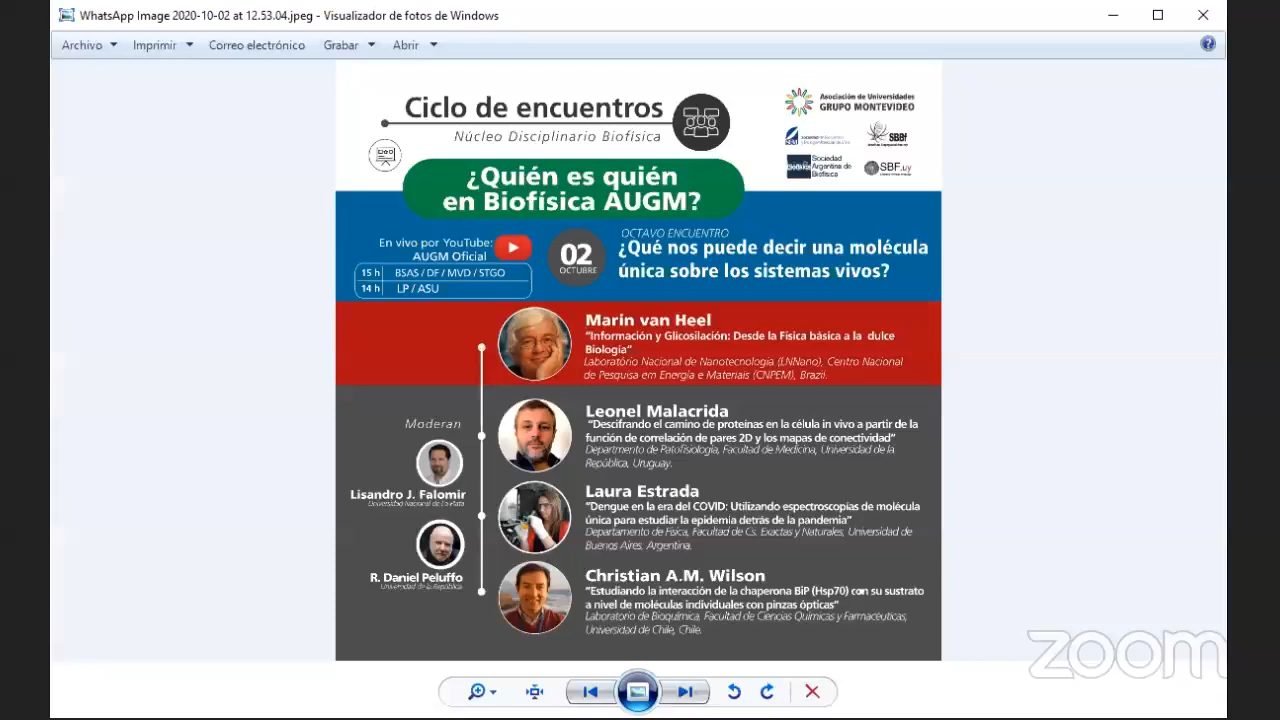 WhatsApp Image 2020-10-02 at 12.53.04.jpeg - Visualizador de fotos de Windows
Archivo Imprimir Correo electrónico Grabar Abrir
Ciclo de encuentros
Núcleo Disciplinario Biofísica
Asociación de Universidades
GRUPO MONTEVIDEO
SBBf
Sociedad
Argentina de
Biofísica
SBF.uy
¿Quién es quién
en Biofísica AUGM?
En vivo por YouTube:
AUGM Oficial
15 h BSAS / DF / MVD / STGO
14 h LP / ASU
02
OCTUBRE
OCTAVO ENCUENTRO
¿Qué nos puede decir una molécula
única sobre los sistemas vivos?
Marin van Heel
"Información y Glicosilación: Desde la Física básica a la dulce
Biología"
Laboratório Nacional de Nanotecnologia (LNNano), Centro Nacional
de Pesquisa em Energia e Materiais (CNPEM), Brazil.
Leonel Malacrida
"Descifrando el camino de proteínas en la célula in vivo a partir de la
función de correlación de pares 2D y los mapas de conectividad"
Departmento de Patofisiología, Facultad de Medicina, Universidad de la
República, Uruguay.
Laura Estrada
"Dengue en la era del COVID: Utilizando espectroscopías de molécula
única para estudiar la epidemia detrás de la pandemia"
Departamento de Física, Facultad de Cs. Exactas y Naturales, Universidad de
Buenos Aires, Argentina.
Christian A.M. Wilson
"Estudiando la interacción de la chaperona BiP (Hsp70) con su sustrato
a nivel de moléculas individuales con pinzas ópticas"
Laboratorio de Bioquímica, Facultad de Ciencias Químicas y Farmacéuticas,
Universidad de Chile, Chile.
Moderan
Lisandro J. Falomir
Universidad Nacional de La Plata
R. Daniel Peluffo
Universidad de la República
zoom